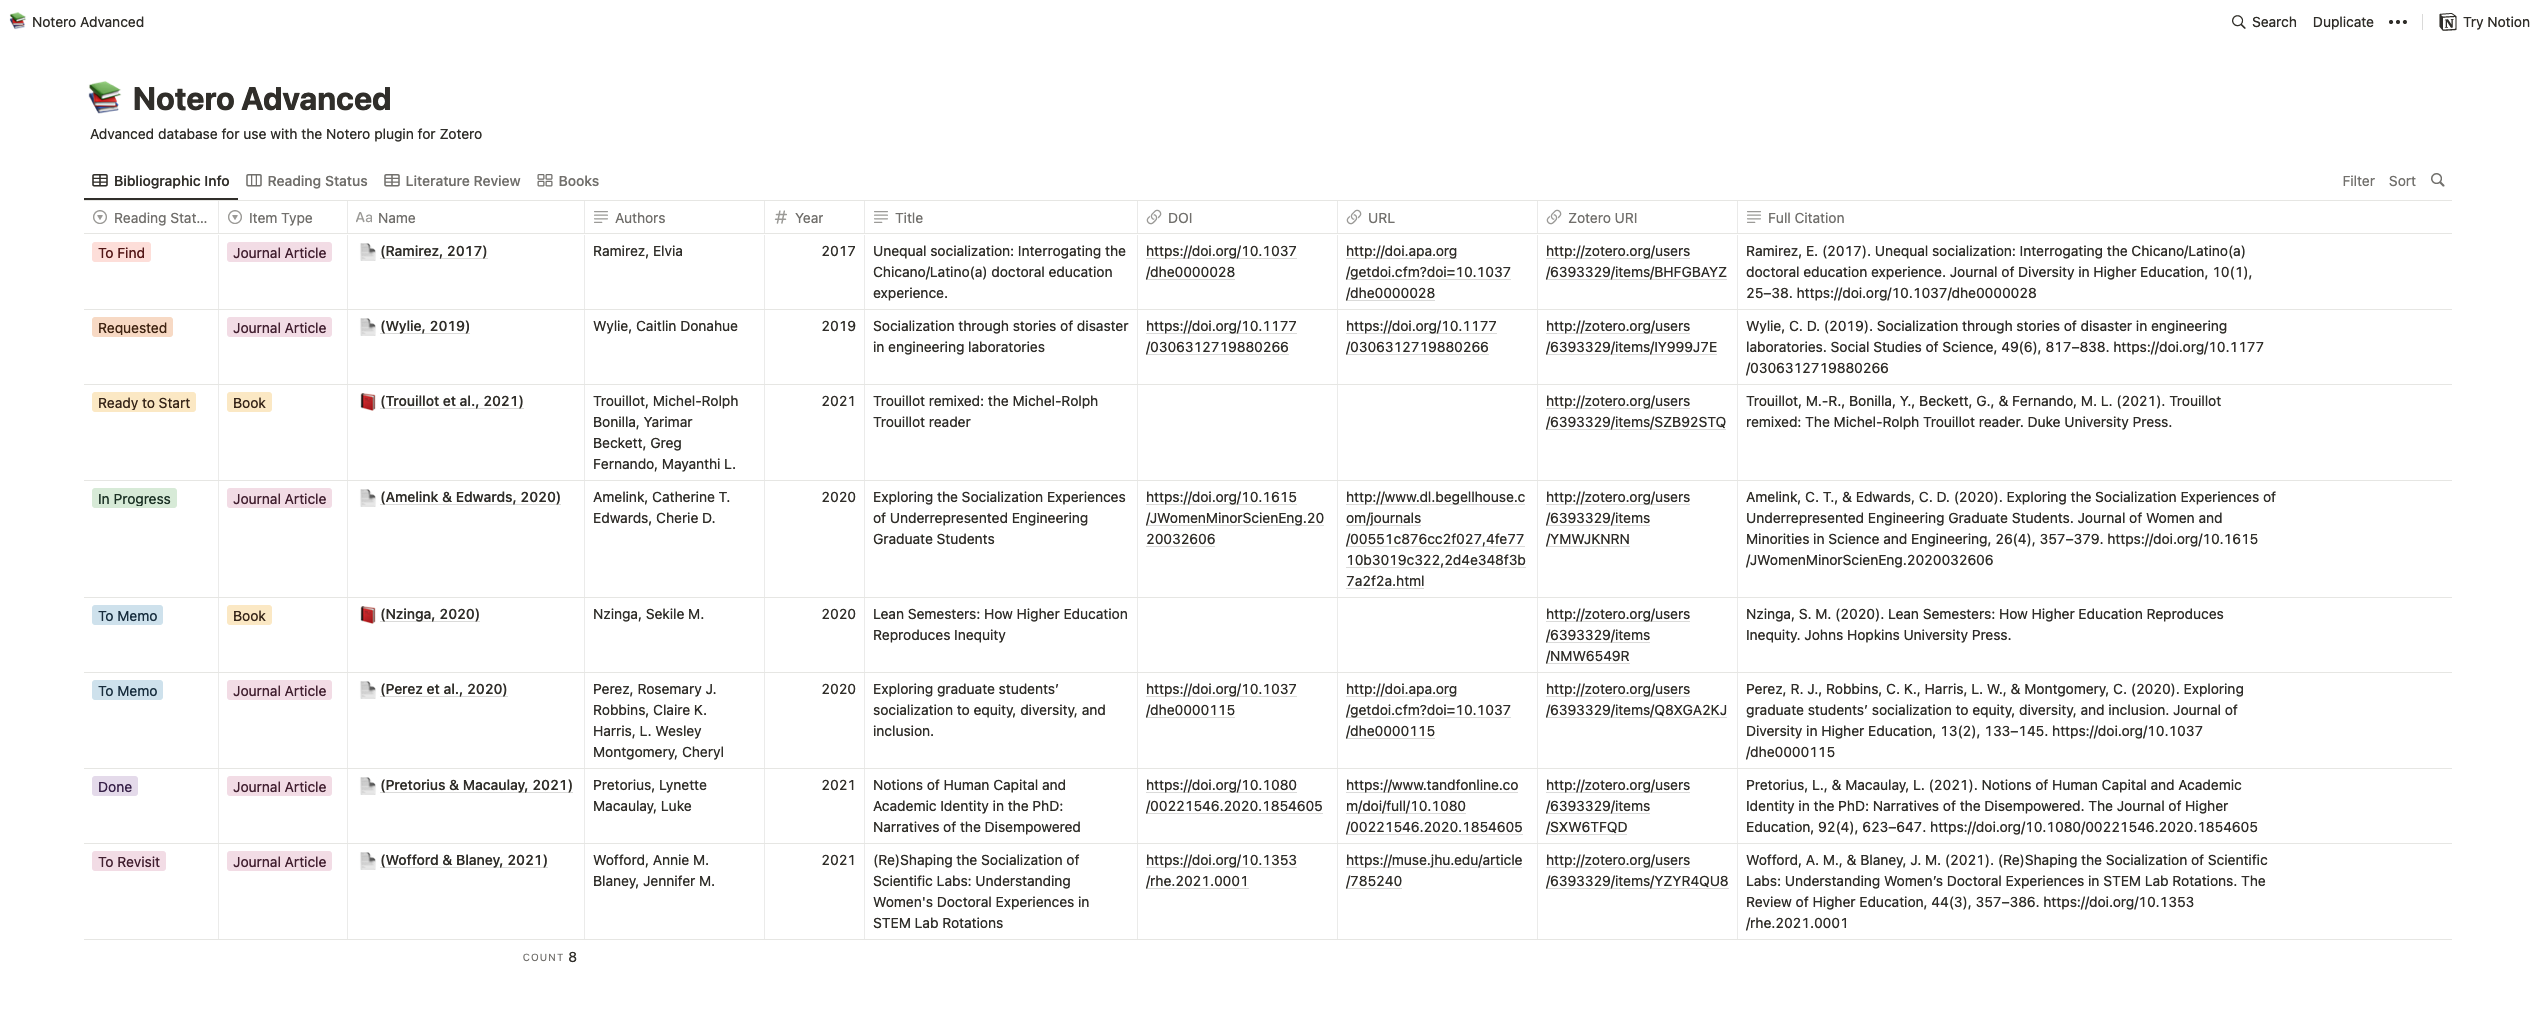 Notero Advanced
Search Duplicate ••• Try Notion
Notero Advanced
Advanced database for use with the Notero plugin for Zotero
Bibliographic Info Reading Status Literature Review Books
Filter Sort
Reading Stat... Item Type Aa Name Authors # Year Title DOI URL Zotero URI Full Citation
To Find
Journal Article
(Ramirez, 2017)
Ramirez, Elvia
2017
Unequal socialization: Interrogating the
Chicano/Latino(a) doctoral education
experience.
https://doi.org/10.1037
/dhe0000028
http://doi.apa.org
/getdoi.cfm?doi=10.1037
/dhe0000028
http://zotero.org/users
/6393329/items/BHFGBAYZ
Ramirez, E. (2017). Unequal socialization: Interrogating the Chicano/Latino(a)
doctoral education experience. Journal of Diversity in Higher Education, 10(1),
25–38. https://doi.org/10.1037/dhe0000028
Requested
Journal Article
(Wylie, 2019)
Wylie, Caitlin Donahue
2019
Socialization through stories of disaster
in engineering laboratories
https://doi.org/10.1177
/0306312719880266
https://doi.org/10.1177
/0306312719880266
http://zotero.org/users
/6393329/items/IY999J7E
Wylie, C. D. (2019). Socialization through stories of disaster in engineering
laboratories. Social Studies of Science, 49(6), 817–838. https://doi.org/10.1177
/0306312719880266
Ready to Start
Book
(Trouillot et al., 2021)
Trouillot, Michel-Rolph
Bonilla, Yarimar
Beckett, Greg
Fernando, Mayanthi L.
2021
Trouillot remixed: the Michel-Rolph
Trouillot reader
http://zotero.org/users
/6393329/items/SZB92STQ
Trouillot, M.-R., Bonilla, Y., Beckett, G., & Fernando, M. L. (2021). Trouillot
remixed: The Michel-Rolph Trouillot reader. Duke University Press.
In Progress
Journal Article
(Amelink & Edwards, 2020)
Amelink, Catherine T.
Edwards, Cherie D.
2020
Exploring the Socialization Experiences
of Underrepresented Engineering
Graduate Students
https://doi.org/10.1615
/JWomenMinorScienEng.20
20032606
http://www.dl.begellhouse.c
om/journals
/00551c876cc2f027,4fe77
10b3019c322,2d4e348f3b
7a2f2a.html
http://zotero.org/users
/6393329/items
/YMWJKNRN
Amelink, C. T., & Edwards, C. D. (2020). Exploring the Socialization Experiences of
Underrepresented Engineering Graduate Students. Journal of Women and
Minorities in Science and Engineering, 26(4), 357–379. https://doi.org/10.1615
/JWomenMinorScienEng.2020032606
To Memo
Book
(Nzinga, 2020)
Nzinga, Sekile M.
2020
Lean Semesters: How Higher Education
Reproduces Inequity
http://zotero.org/users
/6393329/items
/NMW6549R
Nzinga, S. M. (2020). Lean Semesters: How Higher Education Reproduces
Inequity. Johns Hopkins University Press.
To Memo
Journal Article
(Perez et al., 2020)
Perez, Rosemary J.
Robbins, Claire K.
Harris, L. Wesley
Montgomery, Cheryl
2020
Exploring graduate students’
socialization to equity, diversity, and
inclusion.
https://doi.org/10.1037
/dhe0000115
http://doi.apa.org
/getdoi.cfm?doi=10.1037
/dhe0000115
http://zotero.org/users
/6393329/items/Q8XGA2KJ
Perez, R. J., Robbins, C. K., Harris, L. W., & Montgomery, C. (2020). Exploring
graduate students’ socialization to equity, diversity, and inclusion. Journal of
Diversity in Higher Education, 13(2), 133–145. https://doi.org/10.1037
/dhe0000115
Done
Journal Article
(Pretorius & Macaulay, 2021)
Pretorius, Lynette
Macaulay, Luke
2021
Notions of Human Capital and
Academic Identity in the PhD:
Narratives of the Disempowered
https://doi.org/10.1080
/00221546.2020.1854605
https://www.tandfonline.co
m/doi/full/10.1080
/00221546.2020.1854605
http://zotero.org/users
/6393329/items
/SXW6TFQD
Pretorius, L., & Macaulay, L. (2021). Notions of Human Capital and Academic
Identity in the PhD: Narratives of the Disempowered. The Journal of Higher
Education, 92(4), 623–647. https://doi.org/10.1080/00221546.2020.1854605
To Revisit
Journal Article
(Wofford & Blaney, 2021)
Wofford, Annie M.
Blaney, Jennifer M.
2021
(Re)Shaping the Socialization of
Scientific Labs: Understanding
Women's Doctoral Experiences in
STEM Lab Rotations
https://doi.org/10.1353
/rhe.2021.0001
https://muse.jhu.edu/article
/785240
http://zotero.org/users
/6393329/items/YZYR4QU8
Wofford, A. M., & Blaney, J. M. (2021). (Re)Shaping the Socialization of Scientific
Labs: Understanding Women’s Doctoral Experiences in STEM Lab Rotations. The
Review of Higher Education, 44(3), 357–386. https://doi.org/10.1353
/rhe.2021.0001
COUNT 8